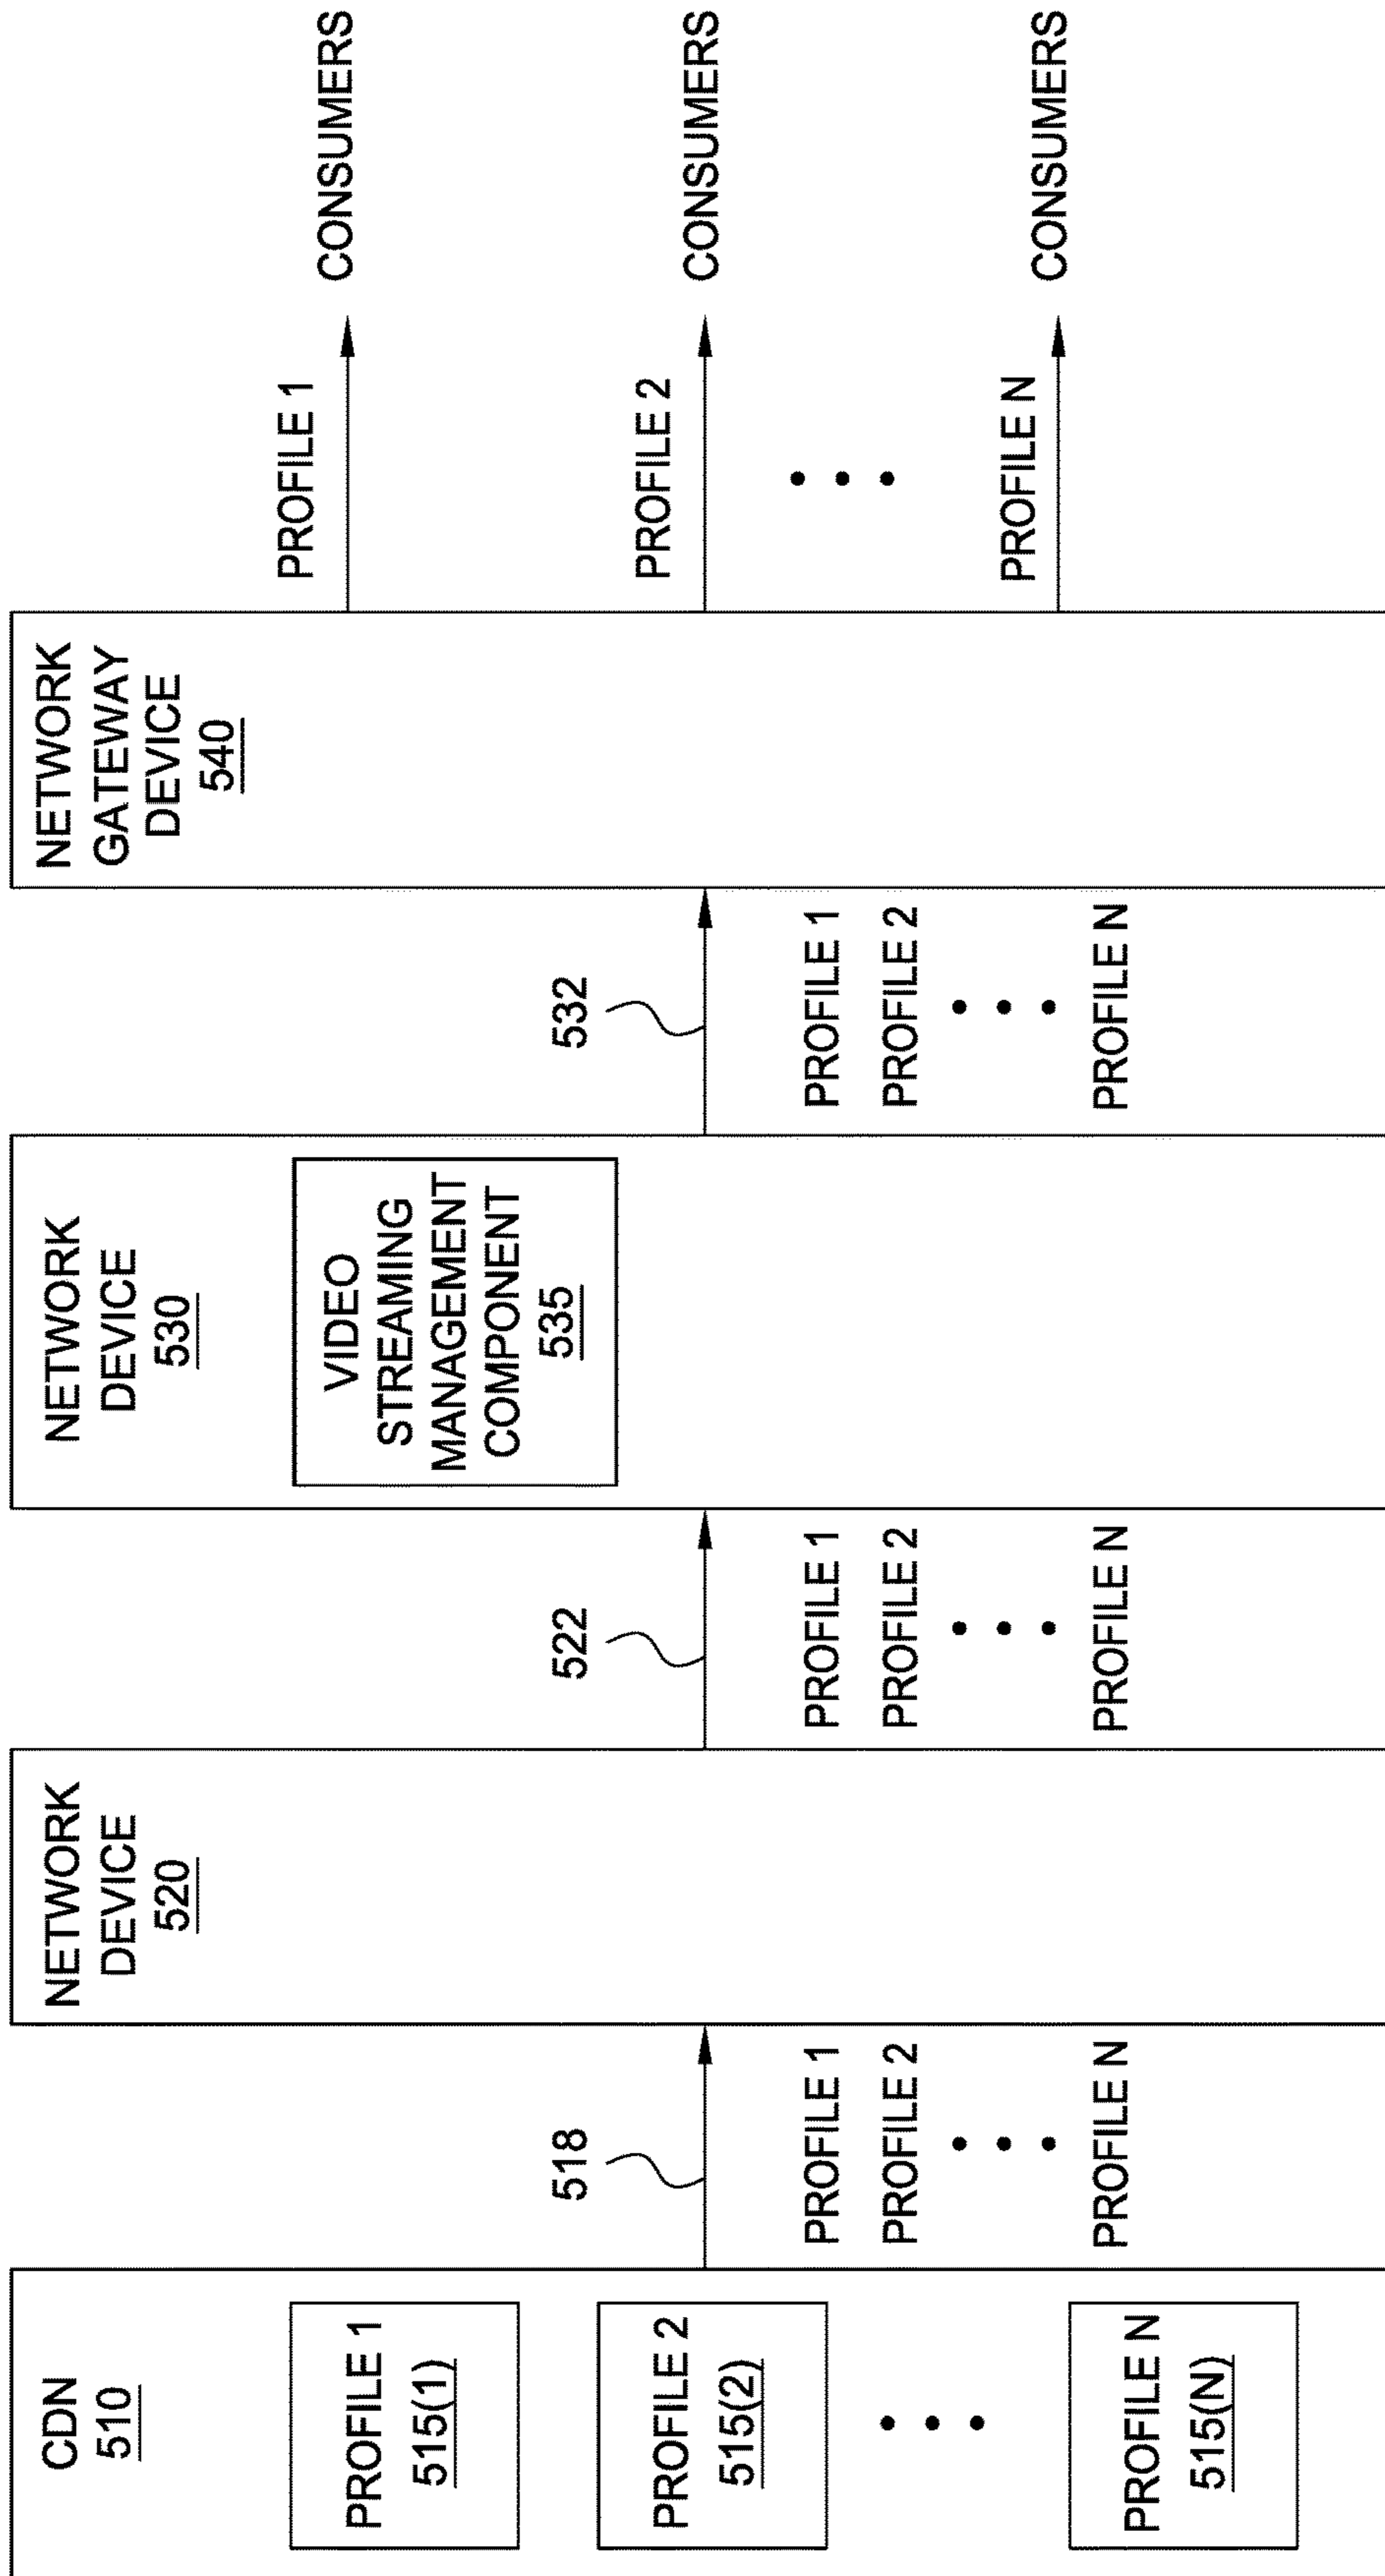 CDN
510
PROFILE 1
515(1)
PROFILE 2
515(2)
PROFILE N
515(N)
518
PROFILE 1
PROFILE 2
PROFILE N
NETWORK
DEVICE
520
522
PROFILE 1
PROFILE 2
PROFILE N
NETWORK
DEVICE
530
VIDEO
STREAMING
MANAGEMENT
COMPONENT
535
532
PROFILE 1
PROFILE 2
PROFILE N
NETWORK
GATEWAY
DEVICE
540
PROFILE 1
CONSUMERS
PROFILE 2
CONSUMERS
PROFILE N
CONSUMERS